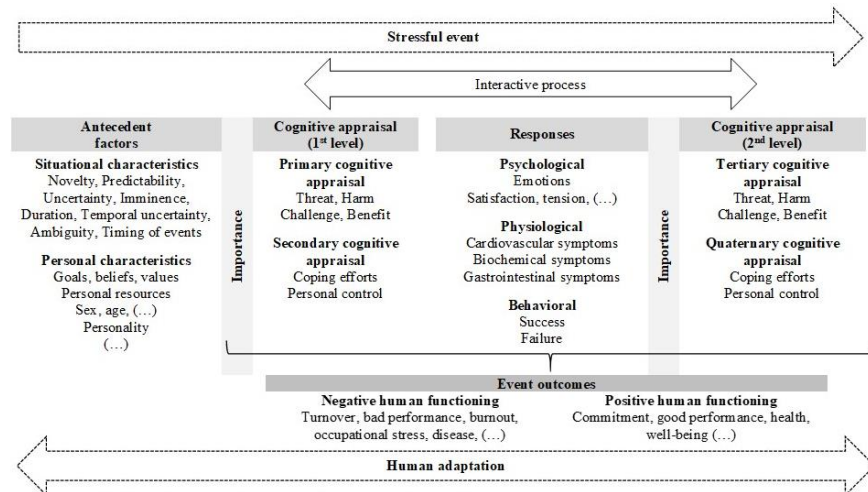 Stressful event
Interactive process
Antecedent
factors
Situational characteristics
Novelty, Predictability,
Uncertainty, Imminence,
Duration, Temporal uncertainty,
Ambiguity, Timing of events
Personal characteristics
Goals, beliefs, values
Personal resources
Sex, age, (…)
Personality
(…)
Importance
Cognitive appraisal
(1st level)
Primary cognitive
appraisal
Threat, Harm
Challenge, Benefit
Secondary cognitive
appraisal
Coping efforts
Personal control
Responses
Psychological
Emotions
Satisfaction, tension, (…)
Physiological
Cardiovascular symptoms
Biochemical symptoms
Gastrointestinal symptoms
Behavioral
Success
Failure
Importance
Cognitive appraisal
(2nd level)
Tertiary cognitive
appraisal
Threat, Harm
Challenge, Benefit
Quaternary cognitive
appraisal
Coping efforts
Personal control
Event outcomes
Negative human functioning
Turnover, bad performance, burnout,
occupational stress, disease, (…)
Positive human functioning
Commitment, good performance, health,
well-being (…)
Human adaptation